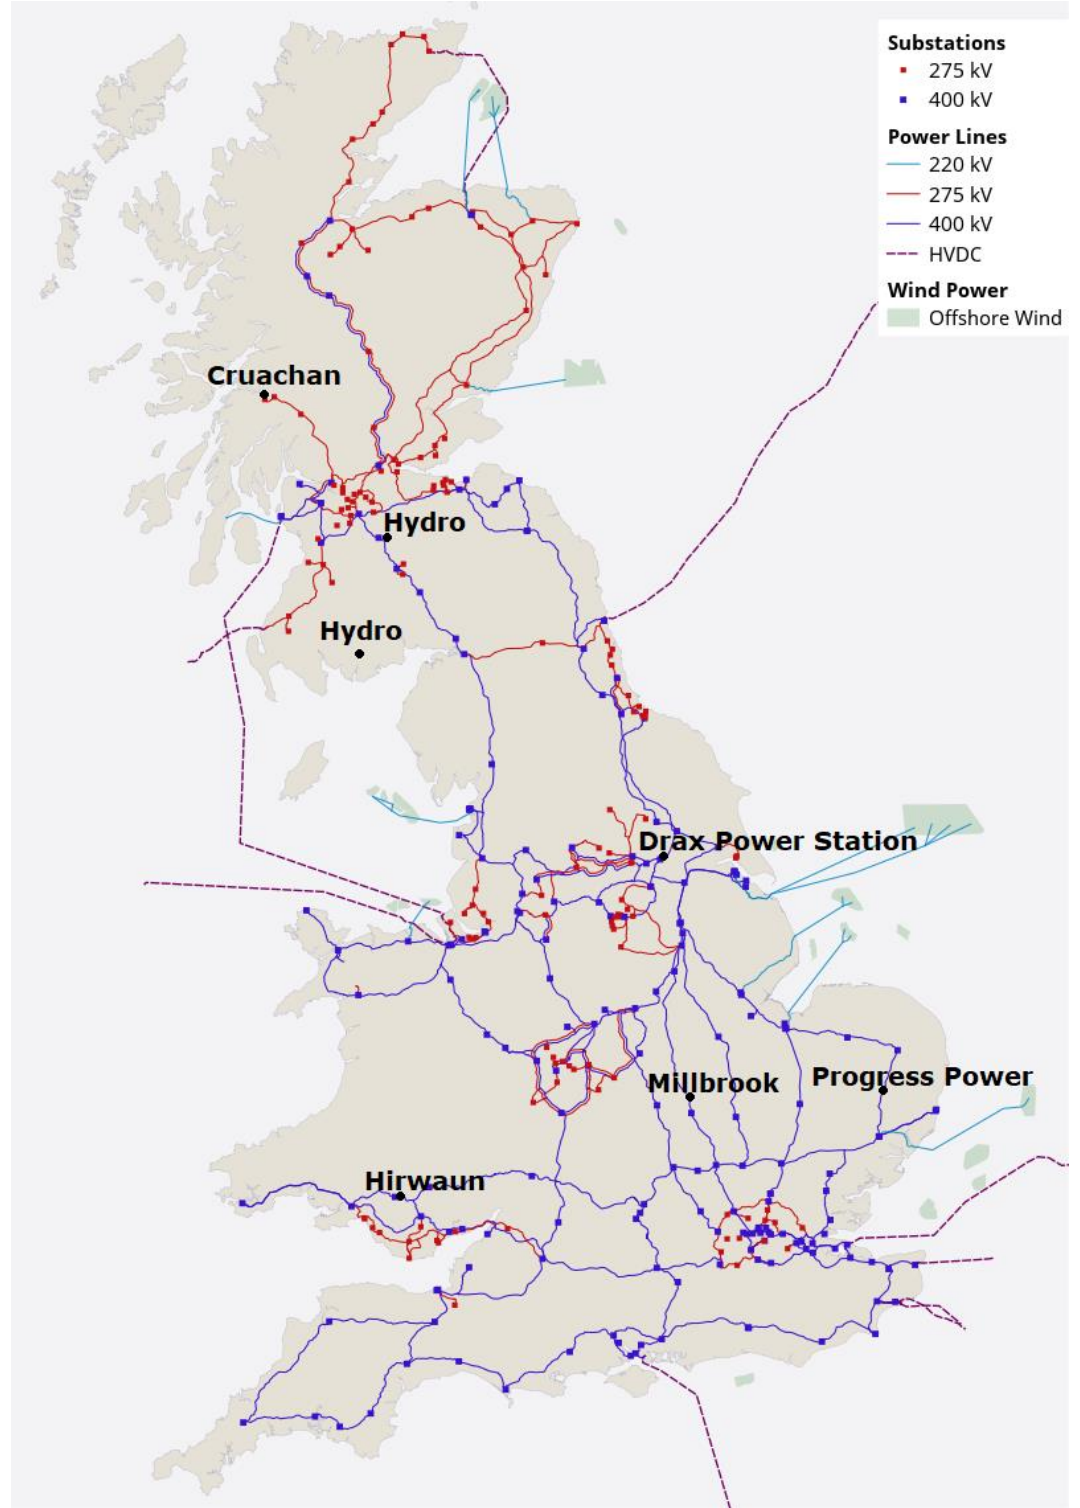 Substations
275 kV
400 kV
Power Lines
220 kV
275 kV
400 kV
HVDC
Wind Power
Offshore Wind
Cruachan
Hydro
Hydro
Drax Power Station
Millbrook
Progress Power
Hirwaun